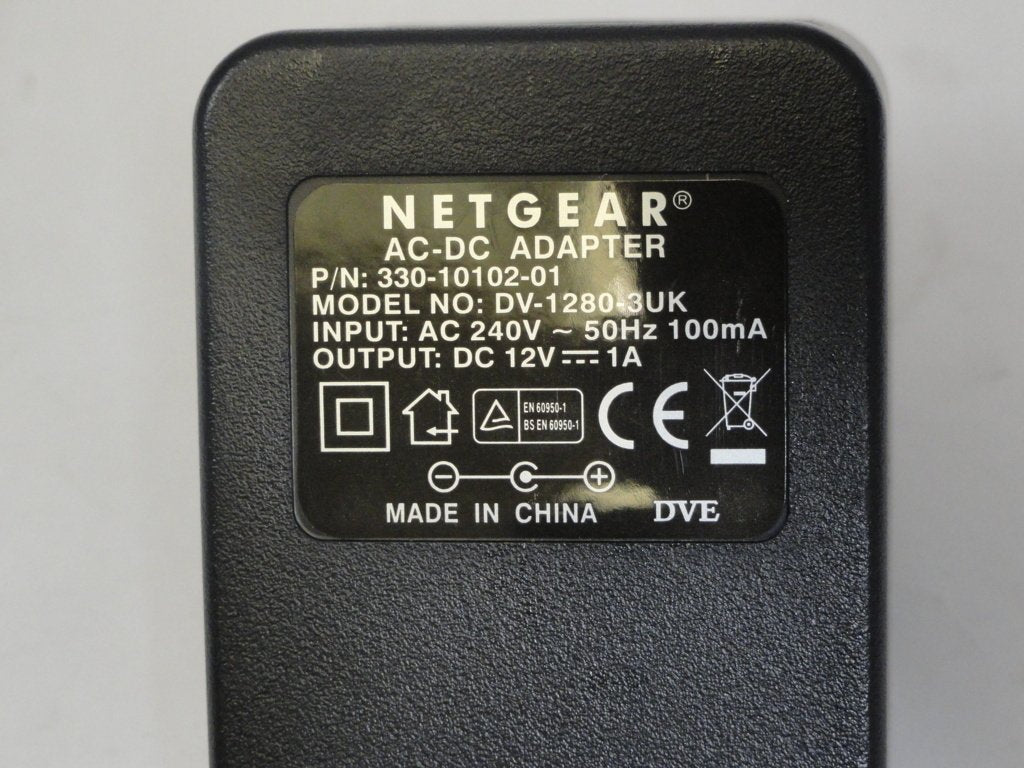 NETGEAR®
AC-DC ADAPTER
P/N: 330-10102-01
MODEL NO: DV-1280-3UK
INPUT: AC 240V ~ 50Hz 100mA
OUTPUT: DC 12V ⎓ 1A
EN 60950-1
BS EN 60950-1
CE
MADE IN CHINA DVE